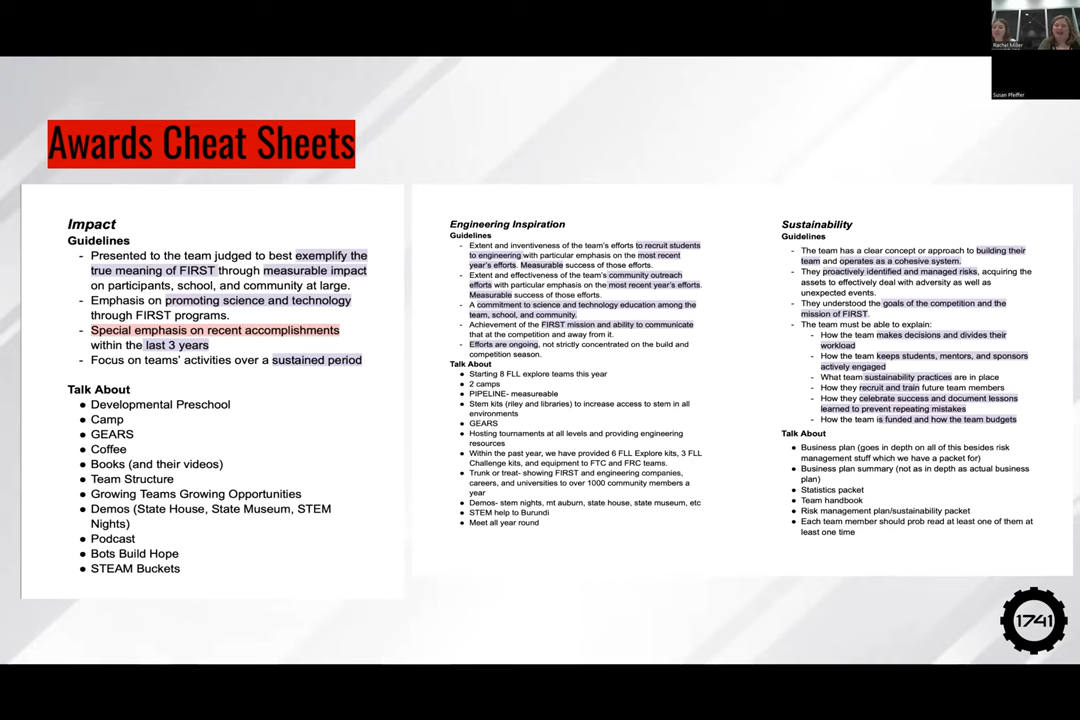 Rachel Miller
Susan Pfeiffer
Awards Cheat Sheets
Impact
Guidelines
- Presented to the team judged to best exemplify the
true meaning of FIRST through measurable impact
on participants, school, and community at large.
- Emphasis on promoting science and technology
through FIRST programs.
- Special emphasis on recent accomplishments
within the last 3 years
- Focus on teams' activities over a sustained period
Talk About
● Developmental Preschool
● Camp
● GEARS
● Coffee
● Books (and their videos)
● Team Structure
● Growing Teams Growing Opportunities
● Demos (State House, State Museum, STEM
Nights)
● Podcast
● Bots Build Hope
● STEAM Buckets
Engineering Inspiration
Guidelines
- Extent and inventiveness of the team's efforts to recruit students
to engineering with particular emphasis on the most recent
year's efforts. Measurable success of those efforts.
- Extent and effectiveness of the team's community outreach
efforts with particular emphasis on the most recent year's efforts.
Measurable success of those efforts.
- A commitment to science and technology education among the
team, school, and community.
- Achievement of the FIRST mission and ability to communicate
that at the competition and away from it.
- Efforts are ongoing, not strictly concentrated on the build and
competition season.
Talk About
● Starting 8 FLL explore teams this year
● 2 camps
● PIPELINE- measureable
● Stem kits (riley and libraries) to increase access to stem in all
environments
● GEARS
● Hosting tournaments at all levels and providing engineering
resources
● Within the past year, we have provided 6 FLL Explore kits, 3 FLL
Challenge kits, and equipment to FTC and FRC teams.
● Trunk or treat- showing FIRST and engineering companies,
careers, and universities to over 1000 community members a
year
● Demos- stem nights, mt auburn, state house, state museum, etc
● STEM help to Burundi
● Meet all year round
Sustainability
Guidelines
- The team has a clear concept or approach to building their
team and operates as a cohesive system.
- They proactively identified and managed risks, acquiring the
assets to effectively deal with adversity as well as
unexpected events.
- They understood the goals of the competition and the
mission of FIRST.
- The team must be able to explain:
- How the team makes decisions and divides their
workload
- How the team keeps students, mentors, and sponsors
actively engaged
- What team sustainability practices are in place
- How they recruit and train future team members
- How they celebrate success and document lessons
learned to prevent repeating mistakes
- How the team is funded and how the team budgets
Talk About
● Business plan (goes in depth on all of this besides risk
management stuff which we have a packet for)
● Business plan summary (not as in depth as actual business
plan)
● Statistics packet
● Team handbook
● Risk management plan/sustainability packet
● Each team member should prob read at least one of them at
least one time
1741